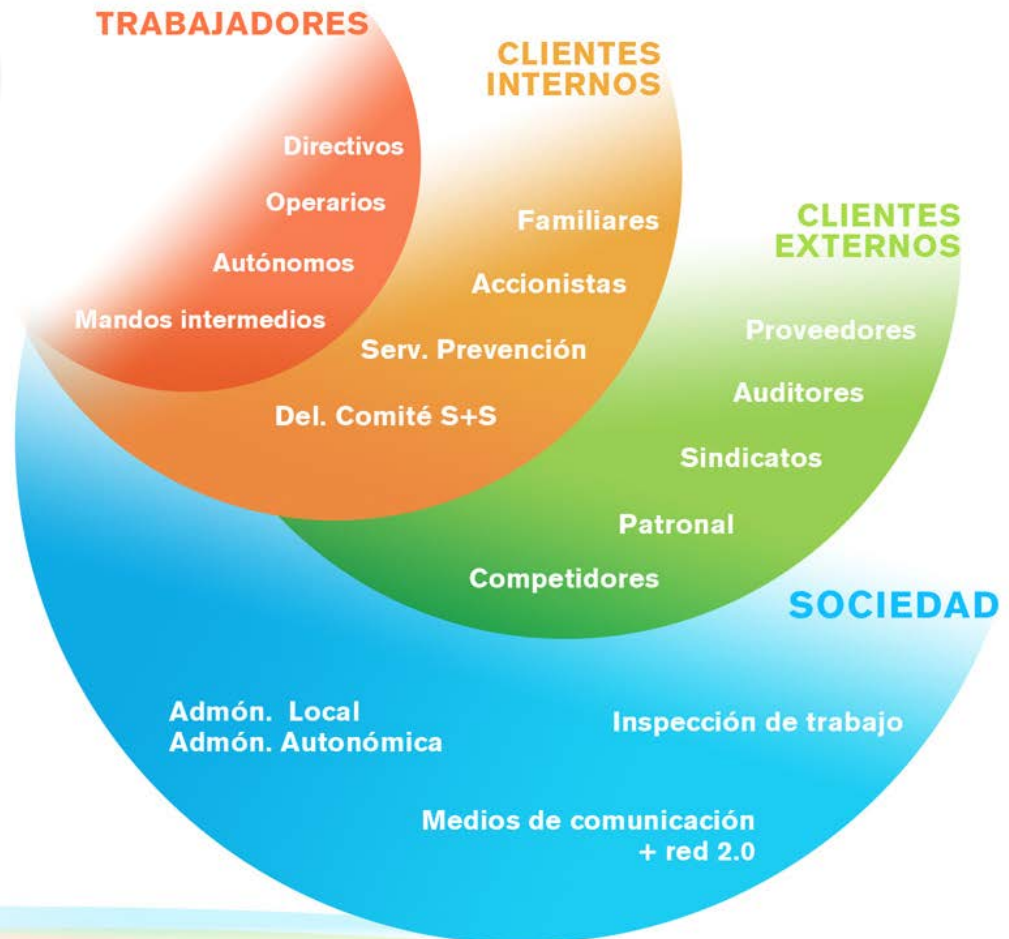 TRABAJADORES
Directivos
Operarios
Autónomos
Mandos intermedios
CLIENTES
INTERNOS
Familiares
Accionistas
Serv. Prevención
Del. Comité S+S
CLIENTES
EXTERNOS
Proveedores
Auditores
Sindicatos
Patronal
Competidores
SOCIEDAD
Admón. Local
Admón. Autonómica
Inspección de trabajo
Medios de comunicación
+ red 2.0